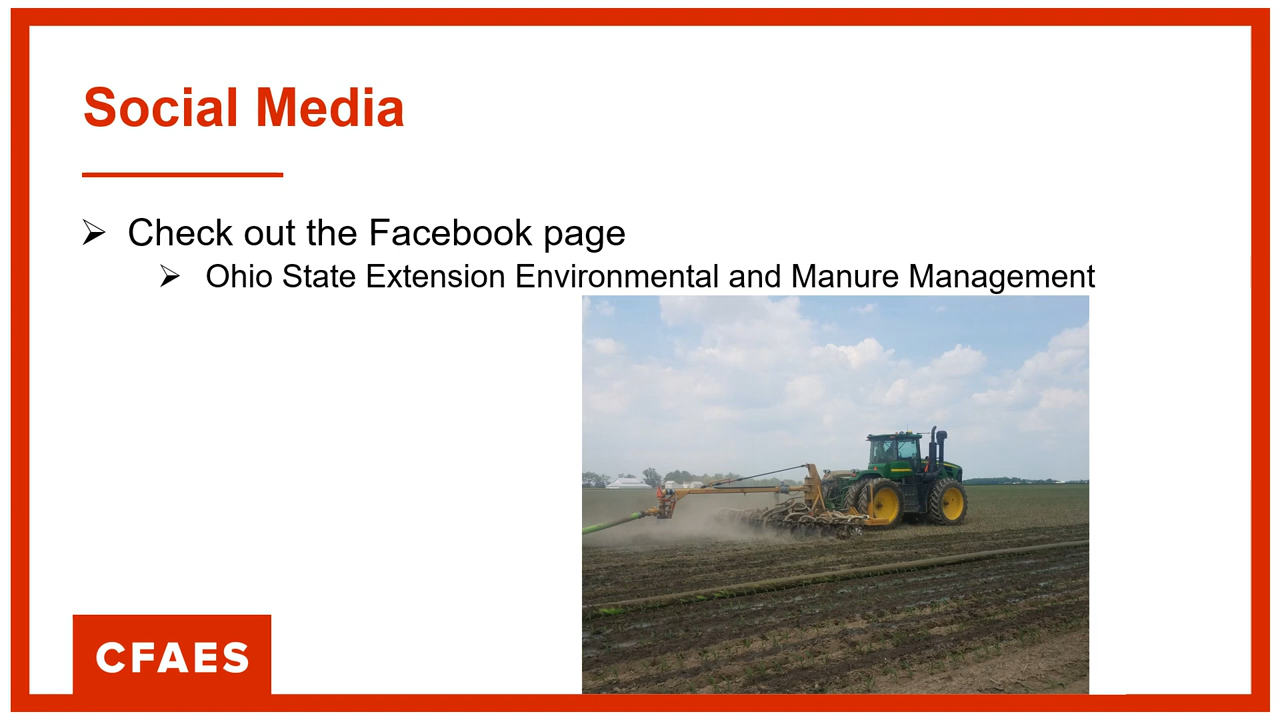 Social Media
➢ Check out the Facebook page
➢ Ohio State Extension Environmental and Manure Management
CFAES